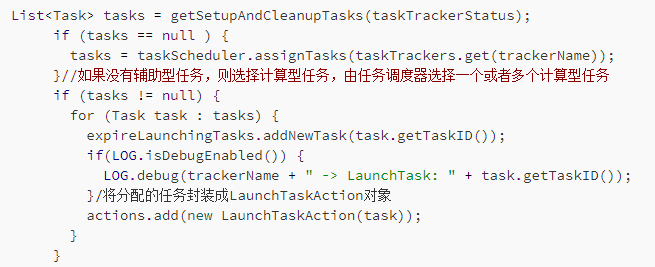 List<Task> tasks = getSetupAndCleanupTasks(taskTrackerStatus);
if (tasks == null ) {
tasks = taskScheduler.assignTasks(taskTrackers.get(trackerName));
}//如果没有辅助型任务，则选择计算型任务，由任务调度器选择一个或者多个计算型任务
if (tasks != null) {
for (Task task : tasks) {
expireLaunchingTasks.addNewTask(task.getTaskID());
if(LOG.isDebugEnabled()) {
LOG.debug(trackerName + " -> LaunchTask: " + task.getTaskID());
}/将分配的任务封装成LaunchTaskAction对象
actions.add(new LaunchTaskAction(task));
}
}